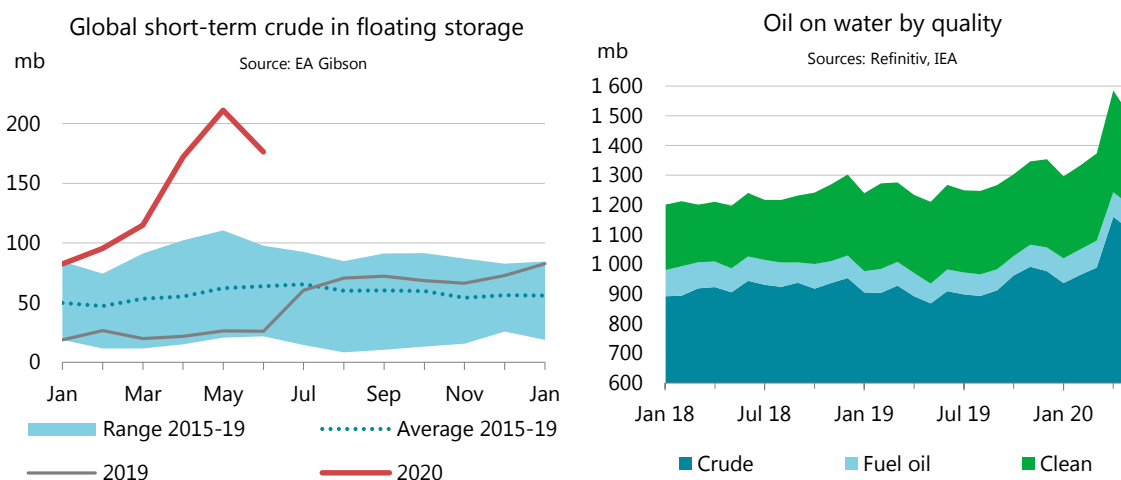 Global short-term crude in floating storage
mb
Source: EA Gibson
200
150
100
50
0
Jan Mar May Jul Sep Nov Jan
Range 2015-19 Average 2015-19
2019 2020
Oil on water by quality
mb
Sources: Refinitiv, IEA
1 600
1 500
1 400
1 300
1 200
1 100
1 000
900
800
700
600
Jan 18 Jul 18 Jan 19 Jul 19 Jan 20
Crude Fuel oil Clean